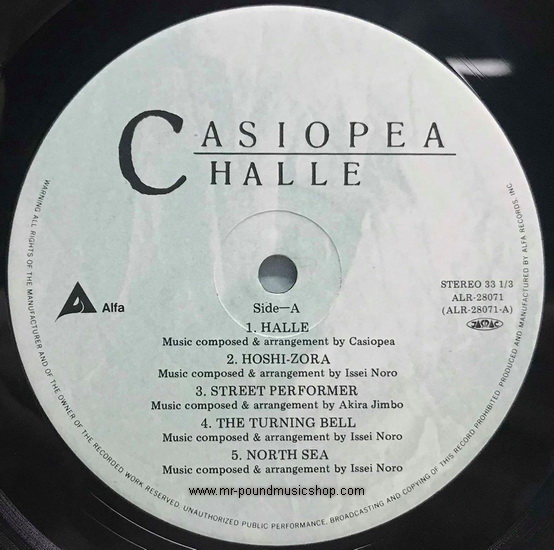 CASIOPEA
HALLE
Alfa
STEREO 33 1/3
ALR-28071
(ALR-28071-A)
JASRAC
Side—A
1. HALLE
Music composed & arrangement by Casiopea
2. HOSHI-ZORA
Music composed & arrangement by Issei Noro
3. STREET PERFORMER
Music composed & arrangement by Akira Jimbo
4. THE TURNING BELL
Music composed & arrangement by Issei Noro
5. NORTH SEA
Music composed & arrangement by Issei Noro
www.mr-poundmusicshop.com
WARNING: ALL RIGHTS OF THE MANUFACTURER AND OF THE OWNER OF THE RECORDED WORK RESERVED. UNAUTHORIZED PUBLIC PERFORMANCE, BROADCASTING AND COPYING OF THIS RECORD PROHIBITED. PRODUCED AND MANUFACTURED BY ALFA RECORDS, INC.